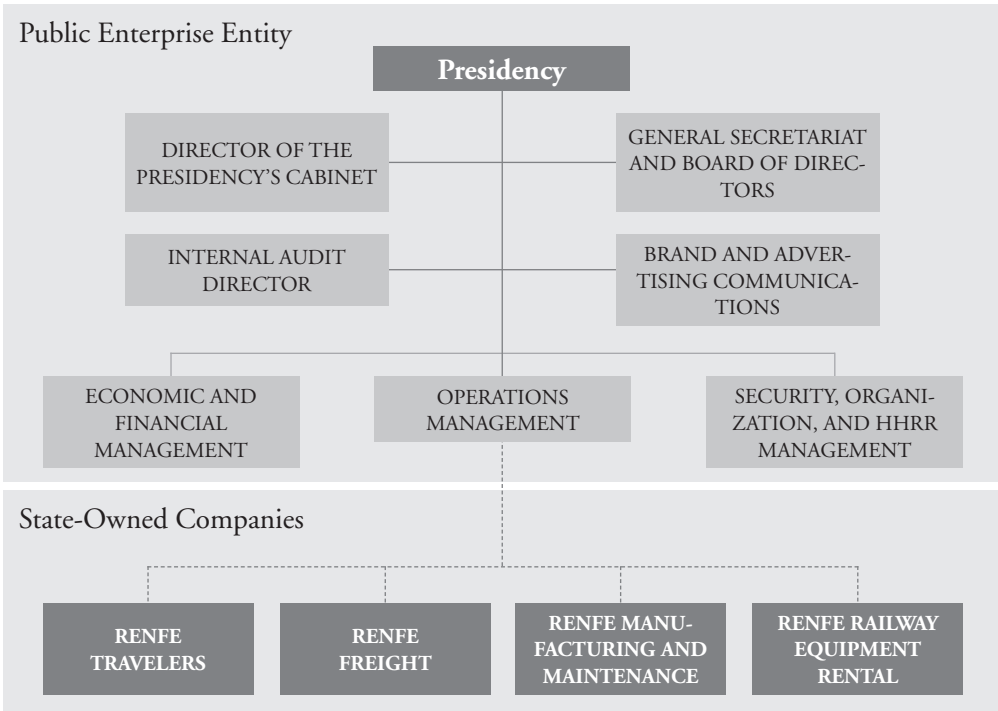 Public Enterprise Entity
Presidency
DIRECTOR OF THE
PRESIDENCY'S CABINET
GENERAL SECRETARIAT
AND BOARD OF DIREC-
TORS
INTERNAL AUDIT
DIRECTOR
BRAND AND ADVER-
TISING COMMUNICA-
TIONS
ECONOMIC AND
FINANCIAL
MANAGEMENT
OPERATIONS
MANAGEMENT
SECURITY, ORGANI-
ZATION, AND HHRR
MANAGEMENT
State-Owned Companies
RENFE
TRAVELERS
RENFE
FREIGHT
RENFE MANU-
FACTURING AND
MAINTENANCE
RENFE RAILWAY
EQUIPMENT
RENTAL